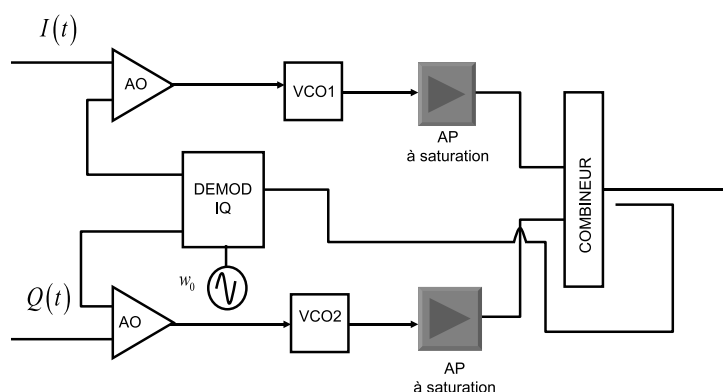 I(t)
AO
VCO1
AP
à saturation
DEMOD
IQ
COMBINEUR
w0
Q(t)
AO
VCO2
AP
à saturation